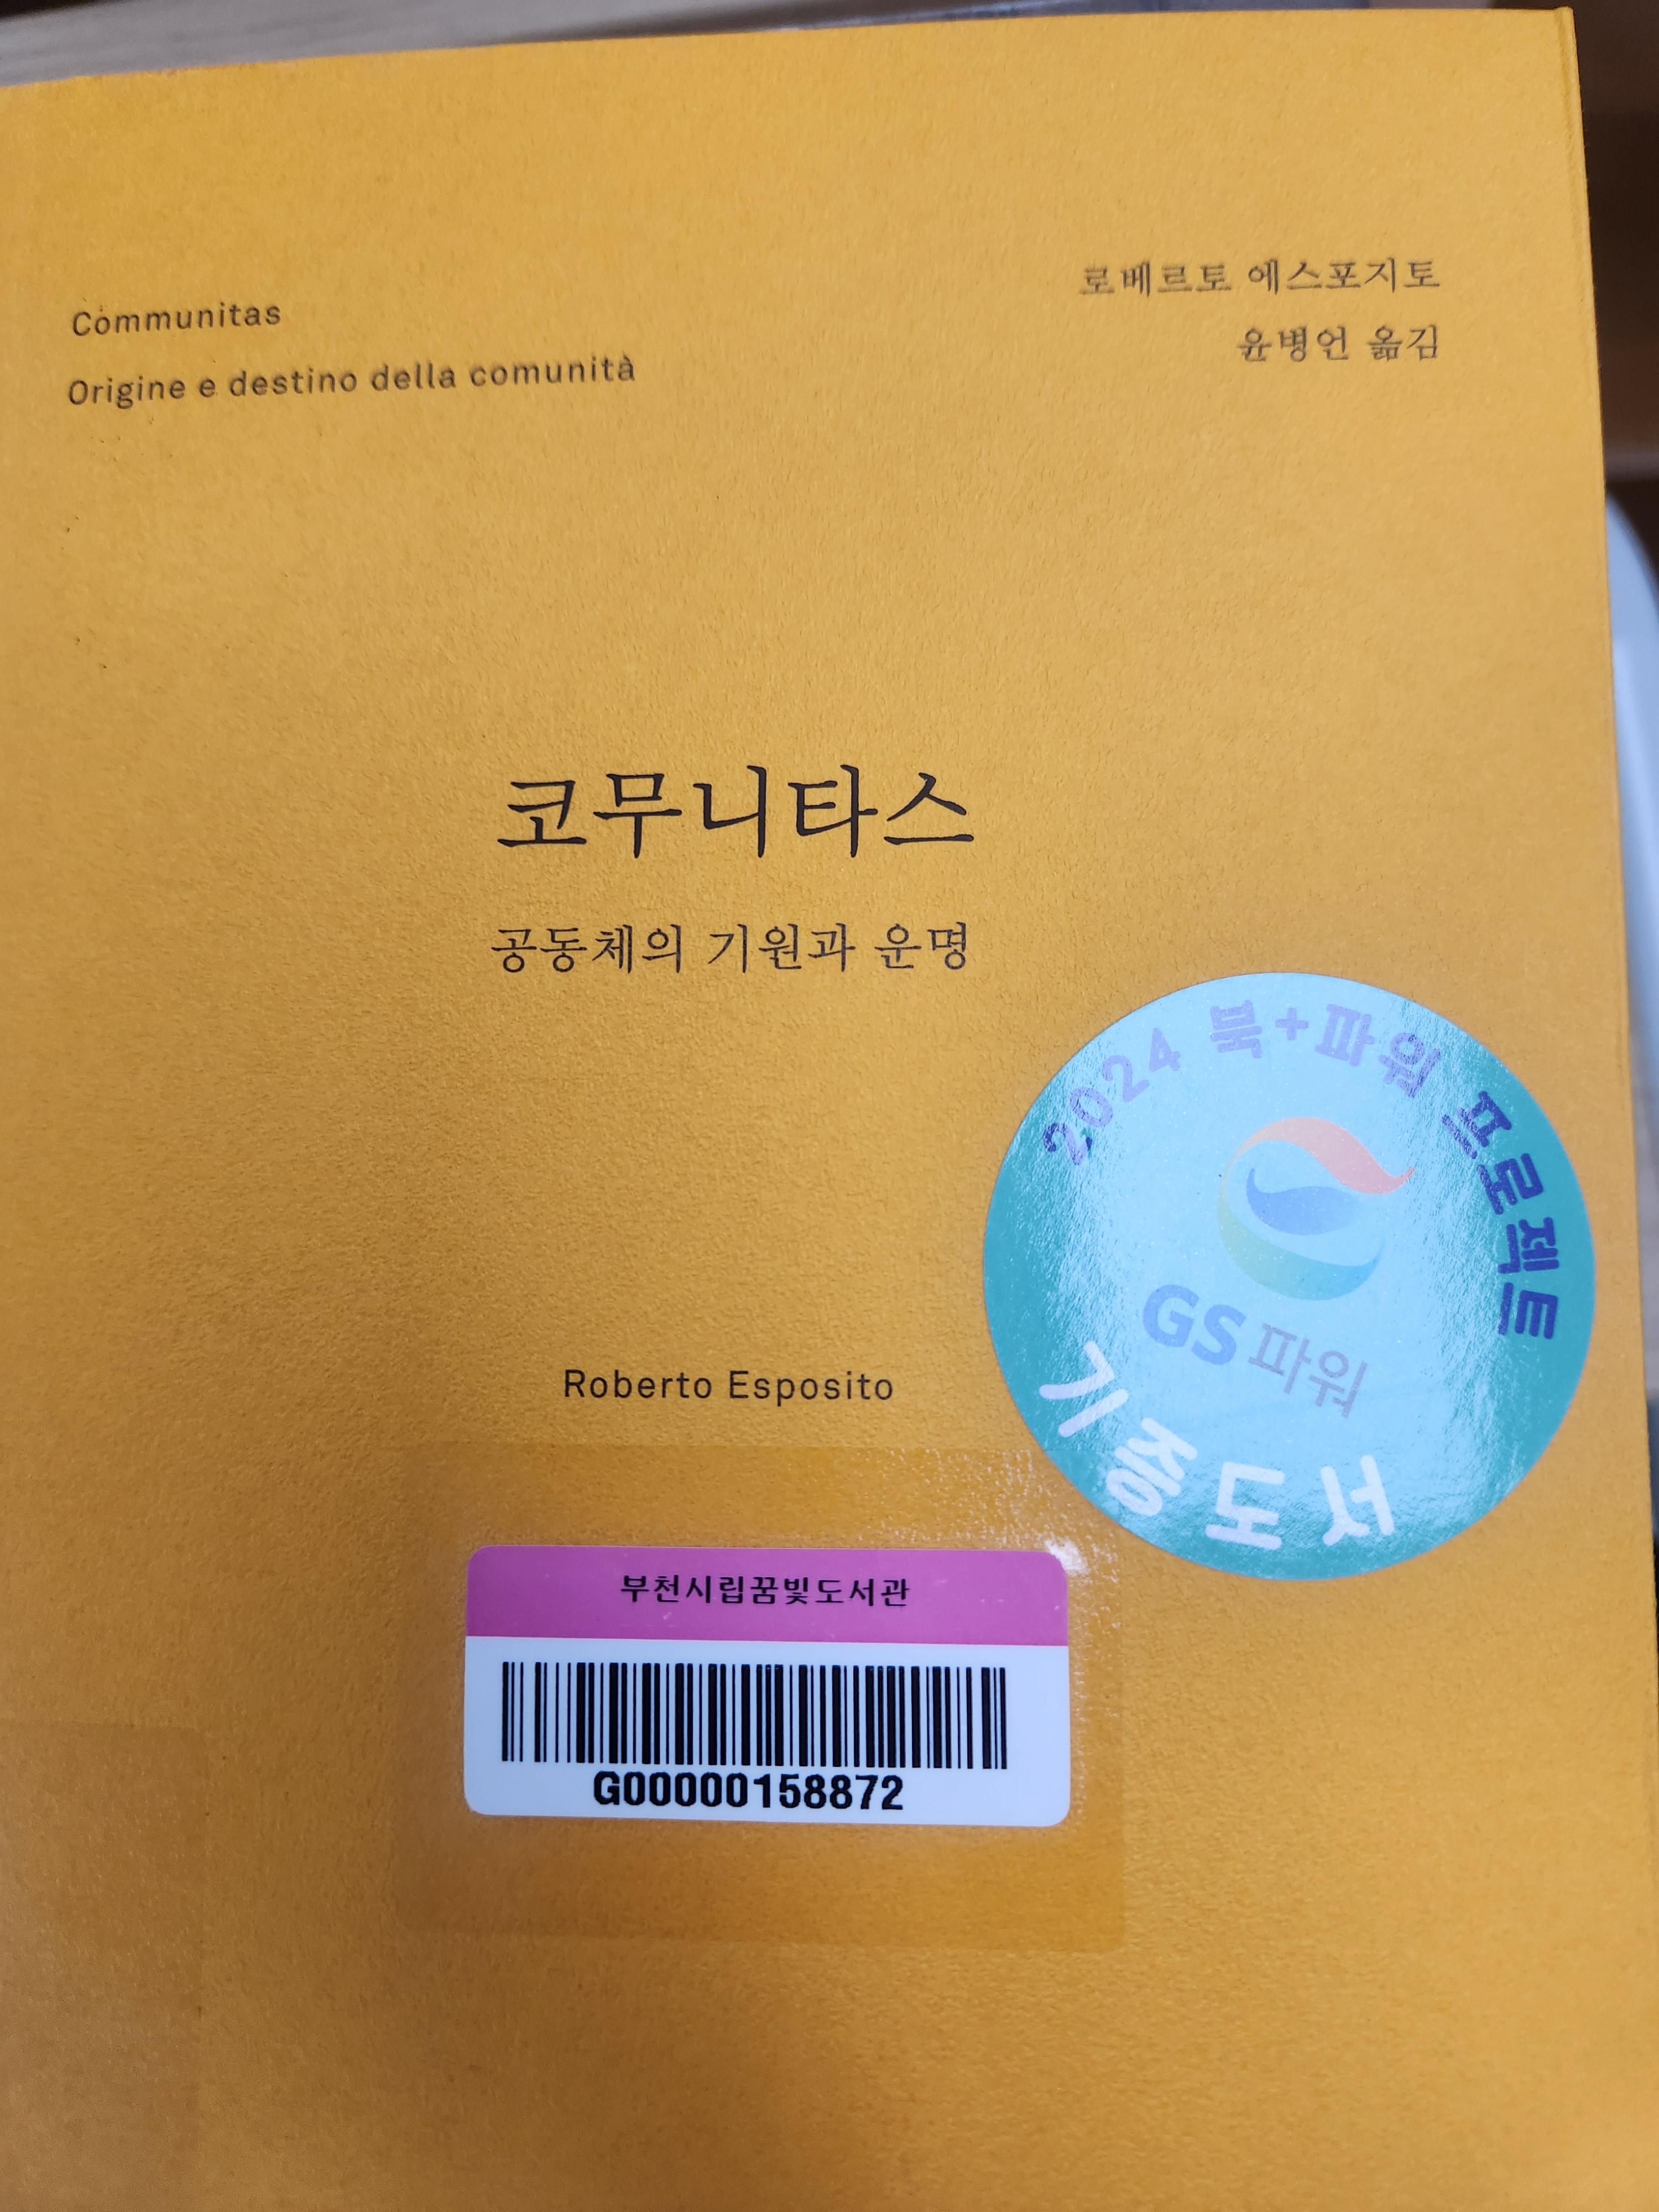 Communitas
Origine e destino della comunità
로베르토 에스포지토
윤병언 옮김
코무니타스
공동체의 기원과 운명
2024 북+파워 프로젝트
GS파워
기증도서
Roberto Esposito
부천시립꿈빛도서관
G00000158872